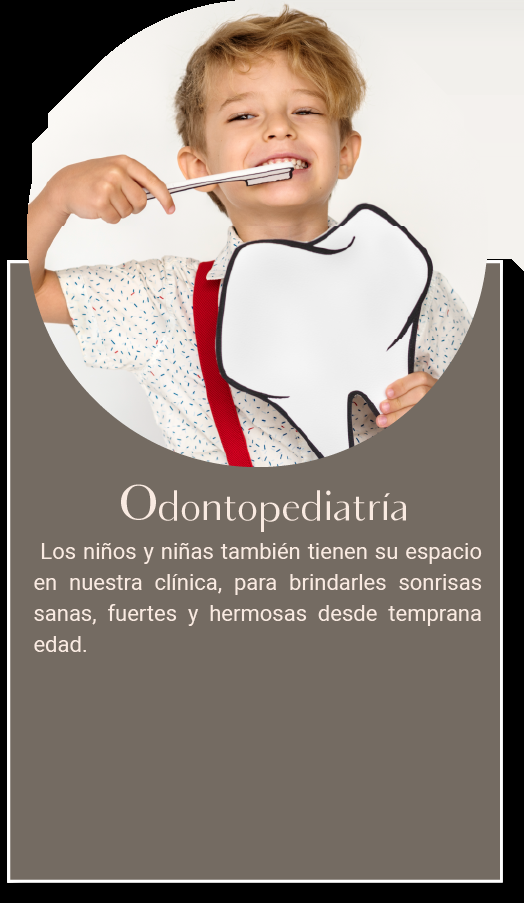 Odontopediatría
Los niños y niñas también tienen su espacio
en nuestra clínica, para brindarles sonrisas
sanas, fuertes y hermosas desde temprana
edad.